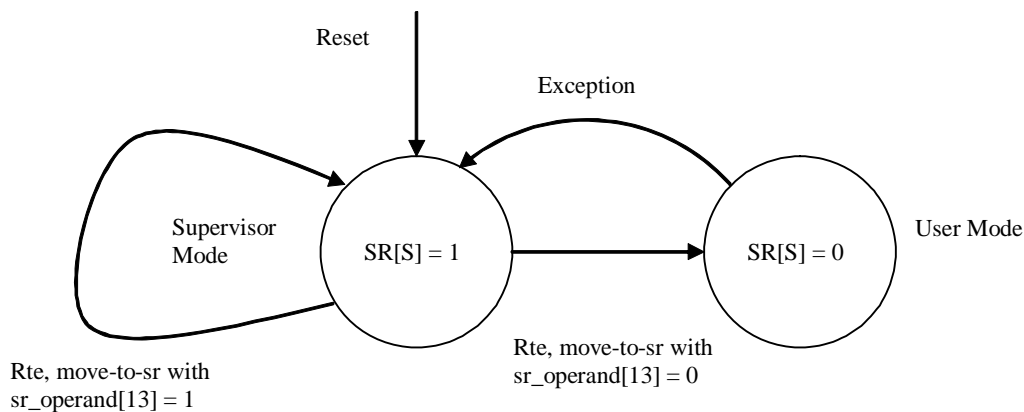 Reset
Exception
Supervisor
Mode
SR[S] = 1
SR[S] = 0
User Mode
Rte, move-to-sr with
sr_operand[13] = 0
Rte, move-to-sr with
sr_operand[13] = 1